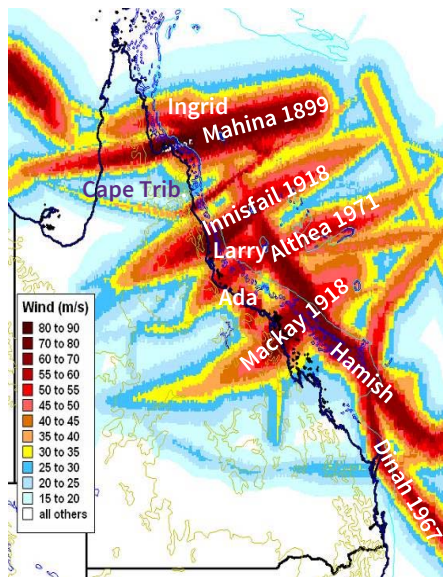 Ingrid
Mahina 1899
Cape Trib
Innisfail 1918
Larry
Althea 1971
Ada
Mackay 1918
Hamish
Dinah 1967
Wind (m/s)
80 to 90
70 to 80
60 to 70
55 to 60
50 to 55
45 to 50
40 to 45
35 to 40
30 to 35
25 to 30
20 to 25
15 to 20
all others